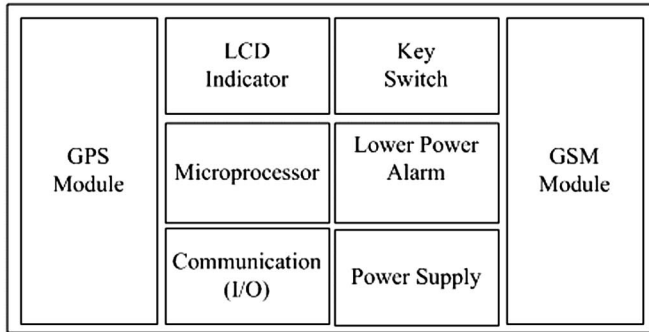 GPS
Module
LCD
Indicator
Key
Switch
Microprocessor
Lower Power
Alarm
Communication
(I/O)
Power Supply
GSM
Module